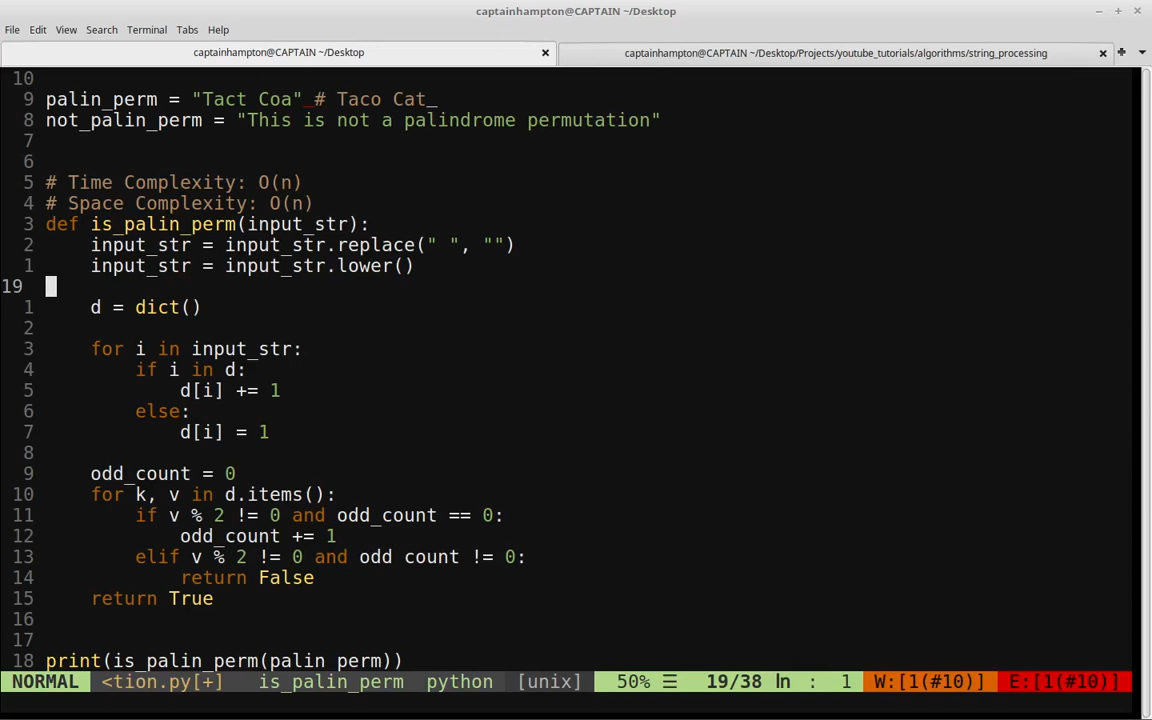 captainhampton@CAPTAIN ~/Desktop
File Edit View Search Terminal Tabs Help
captainhampton@CAPTAIN ~/Desktop captainhampton@CAPTAIN ~/Desktop/Projects/youtube_tutorials/algorithms/string_processing
10
9 palin_perm = "Tact Coa"_# Taco Cat_
8 not_palin_perm = "This is not a palindrome permutation"
7
6
5 # Time Complexity: O(n)
4 # Space Complexity: O(n)
3 def is_palin_perm(input_str):
2     input_str = input_str.replace(" ", "")
1     input_str = input_str.lower()
19
1     d = dict()
2
3     for i in input_str:
4         if i in d:
5             d[i] += 1
6         else:
7             d[i] = 1
8
9     odd_count = 0
10     for k, v in d.items():
11         if v % 2 != 0 and odd_count == 0:
12             odd_count += 1
13         elif v % 2 != 0 and odd count != 0:
14             return False
15     return True
16
17
18 print(is_palin_perm(palin perm))
NORMAL <tion.py[+] is_palin_perm python [unix] 50% ☰ 19/38 ln : 1 W:[1(#10)] E:[1(#10)]